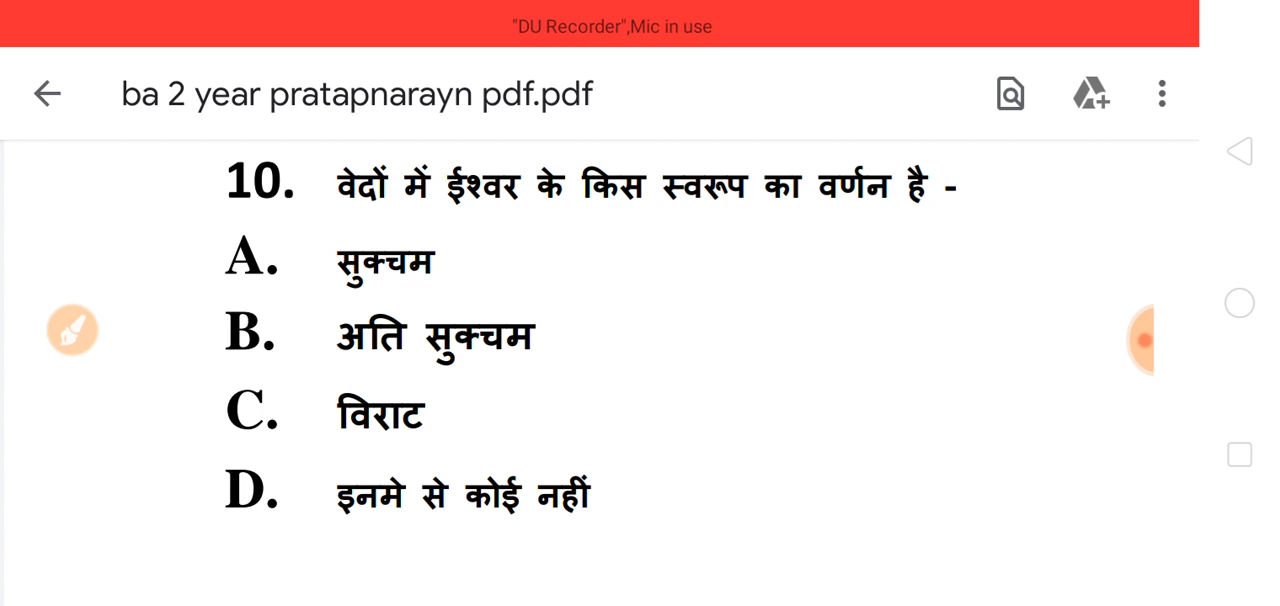 "DU Recorder",Mic in use
ba 2 year pratapnarayn pdf.pdf
10. वेदों में ईश्वर के किस स्वरूप का वर्णन है -
A. सुक्चम
B. अति सुक्चम
C. विराट
D. इनमे से कोई नहीं